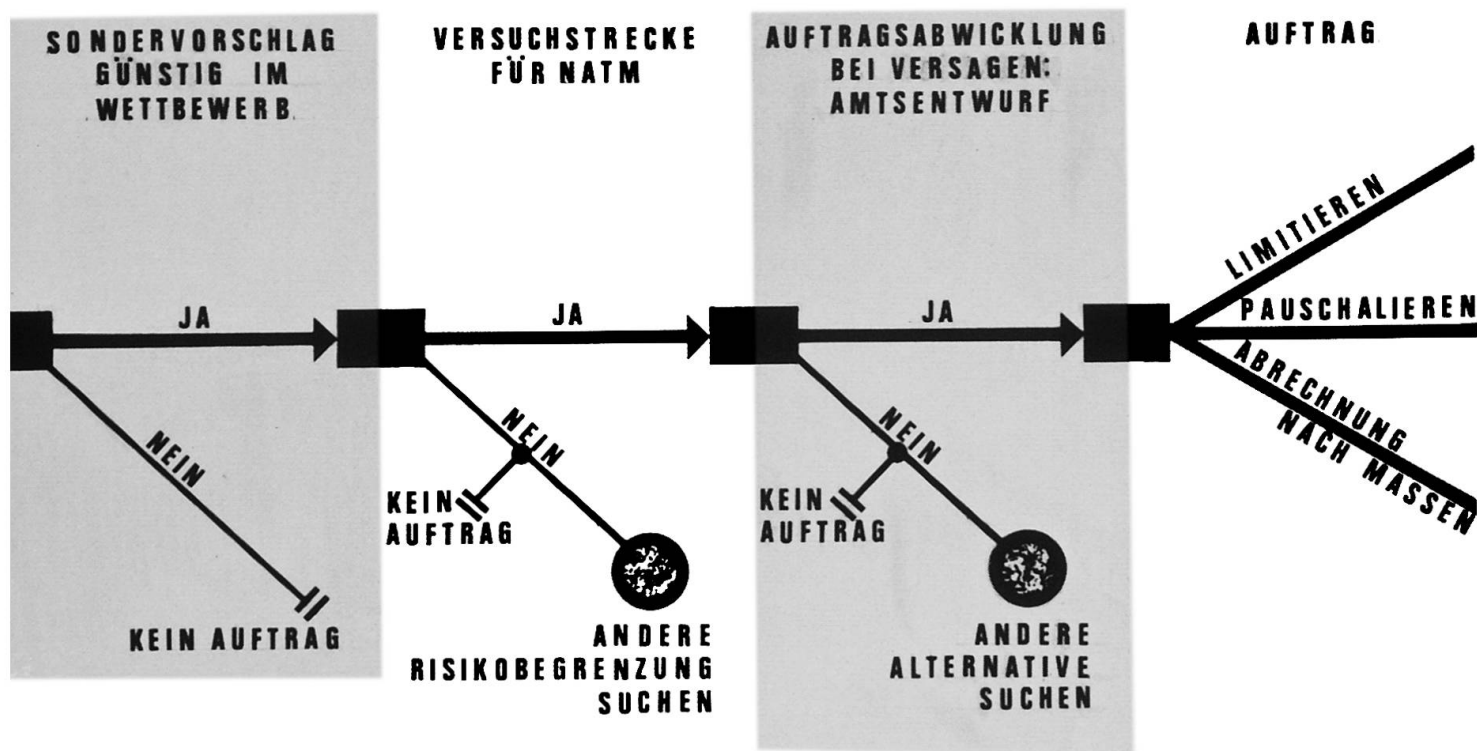 SONDERVORSCHLAG
GÜNSTIG IM
WETTBEWERB.
VERSUCHSTRECKE
FÜR NATM
AUFTRAGSABWICKLUNG
BEI VERSAGEN:
AMTSENTWURF
AUFTRAG
JA
NEIN
KEIN AUFTRAG
JA
NEIN
KEIN
AUFTRAG
ANDERE
RISIKOBEGRENZUNG
SUCHEN
JA
NEIN
KEIN
AUFTRAG
ANDERE
ALTERNATIVE
SUCHEN
LIMITIEREN
PAUSCHALIEREN
ABRECHNUNG
NACH MASSEN